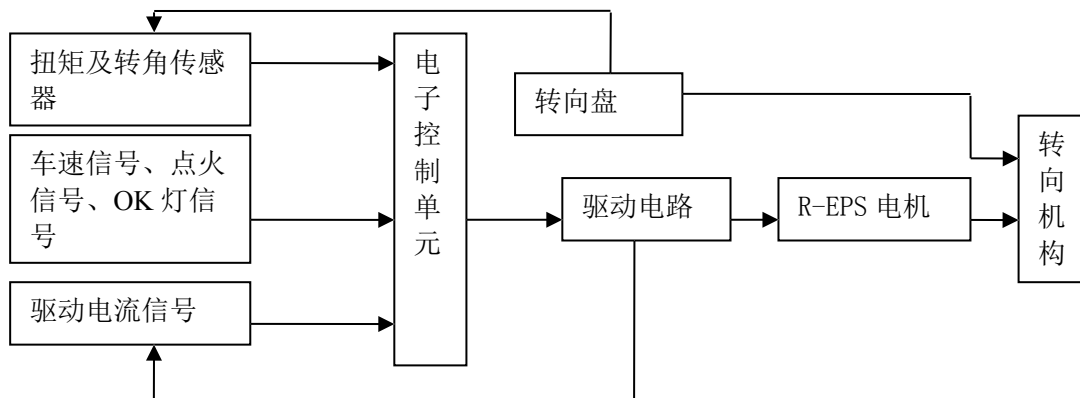 扭矩及转角传感
器
车速信号、点火
信号、OK 灯信
号
驱动电流信号
电
子
控
制
单
元
转向盘
驱动电路
R-EPS 电机
转
向
机
构